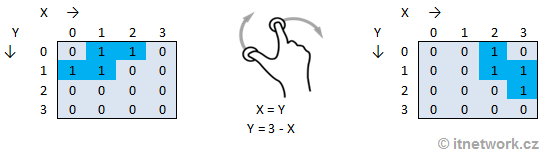 X →
Y 0 1 2 3
↓ 0 0 1 1 0
1 1 1 0 0
2 0 0 0 0
3 0 0 0 0
X = Y
Y = 3 - X
X →
Y 0 1 2 3
↓ 0 0 0 1 0
1 0 0 1 1
2 0 0 0 1
3 0 0 0 0
© itnetwork.cz